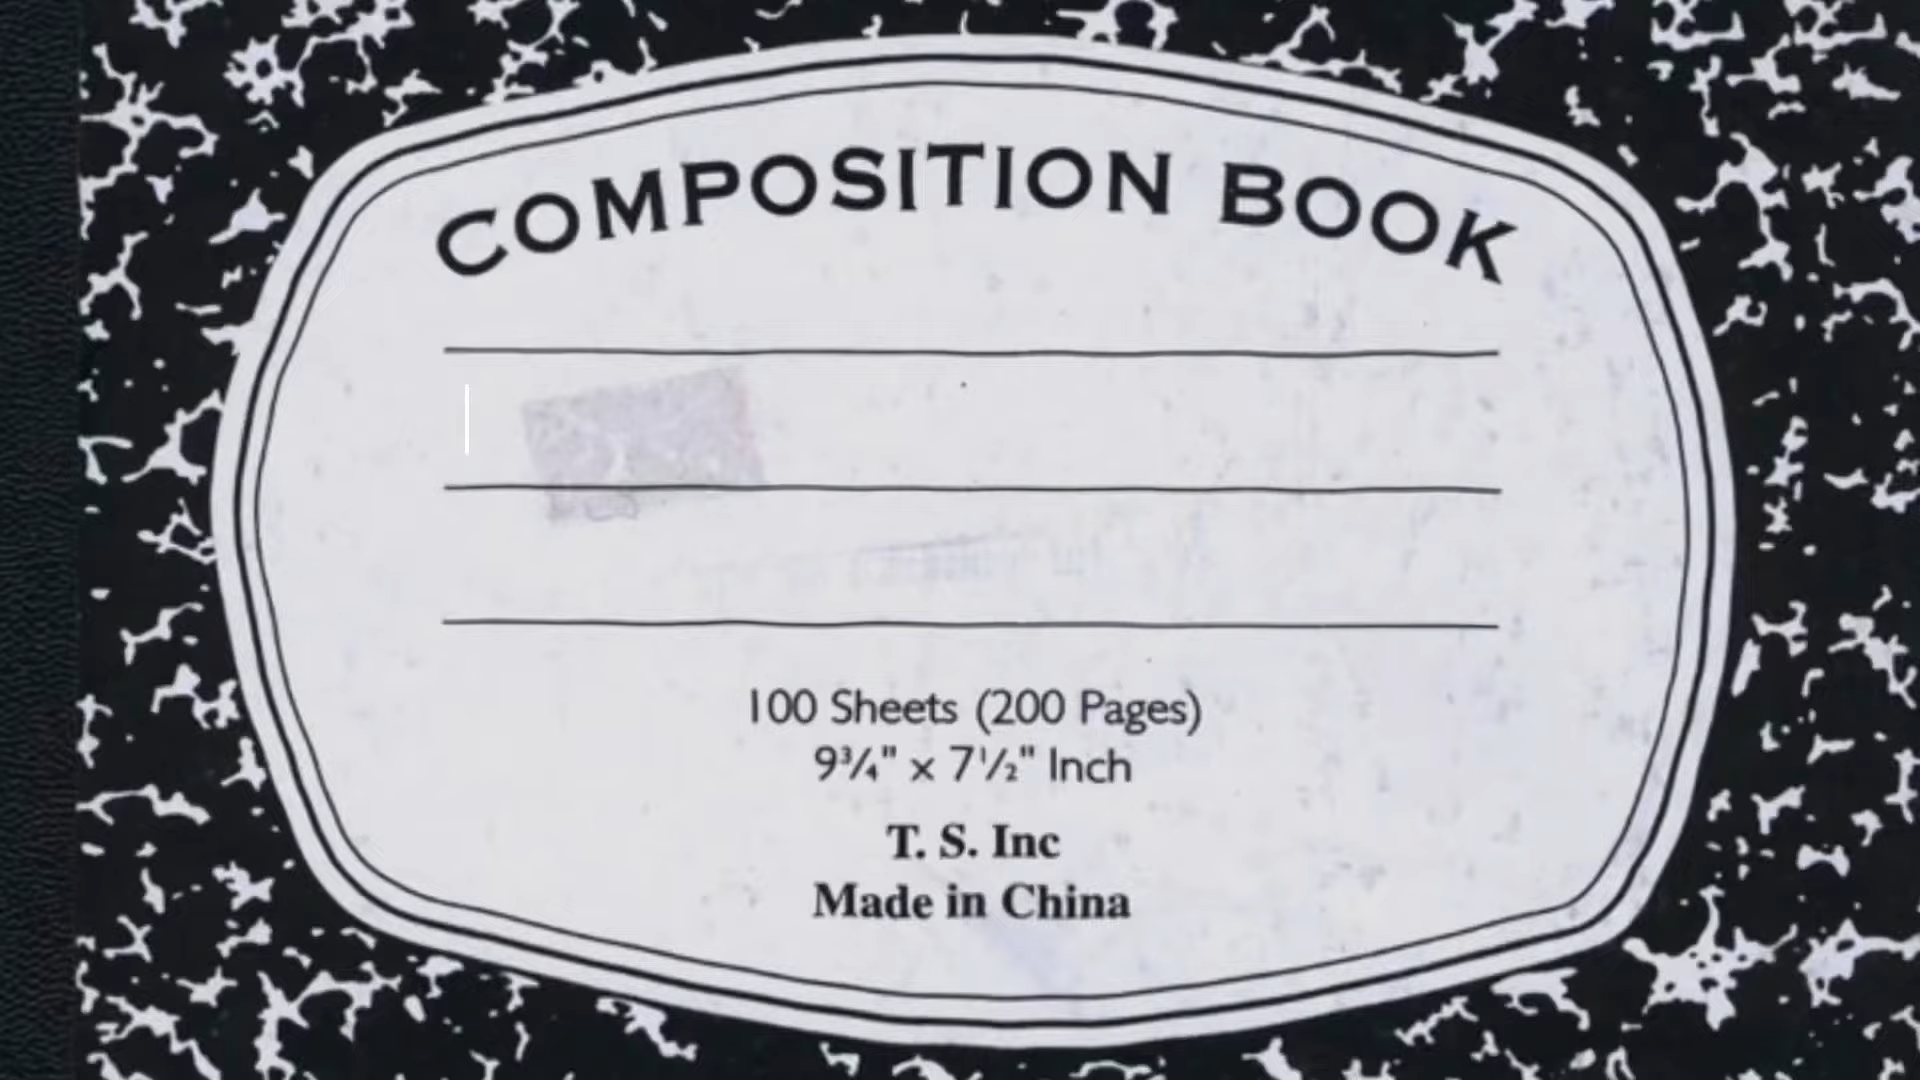 COMPOSITION BOOK
100 Sheets (200 Pages)
9¾" x 7½" Inch
T. S. Inc
Made in China